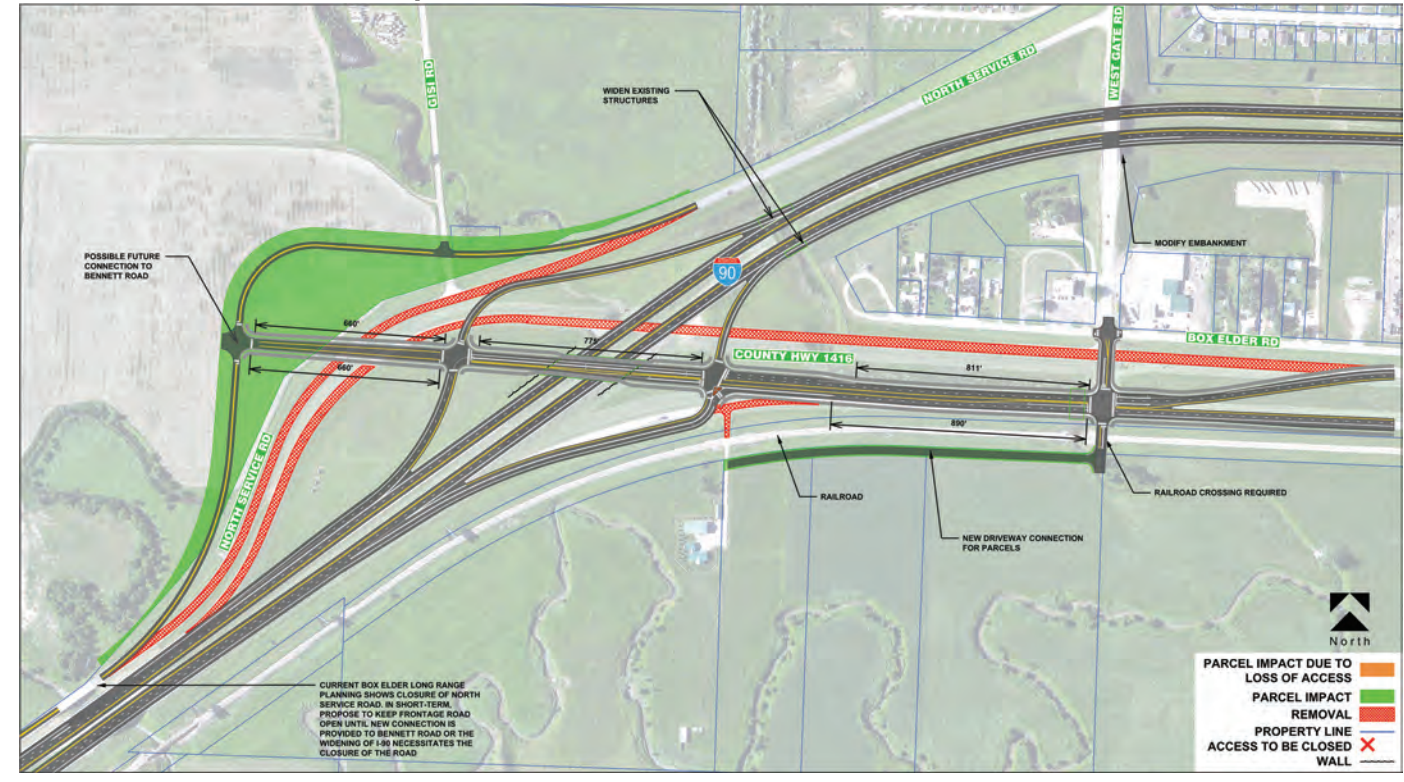 GISI RD
WIDEN EXISTING
STRUCTURES
NORTH SERVICE RD
WEST GATE RD
POSSIBLE FUTURE
CONNECTION TO
BENNETT ROAD
90
MODIFY EMBANKMENT
660'
775'
COUNTY HWY 1416
BOX ELDER RD
660'
811'
890'
NORTH SERVICE RD
RAILROAD
RAILROAD CROSSING REQUIRED
NEW DRIVEWAY CONNECTION
FOR PARCELS
CURRENT BOX ELDER LONG RANGE
PLANNING SHOWS CLOSURE OF NORTH
SERVICE ROAD. IN SHORT-TERM,
PROPOSE TO KEEP FRONTAGE ROAD
OPEN UNTIL NEW CONNECTION IS
PROVIDED TO BENNETT ROAD OR THE
WIDENING OF I-90 NECESSITATES THE
CLOSURE OF THE ROAD
North
PARCEL IMPACT DUE TO
LOSS OF ACCESS
PARCEL IMPACT
REMOVAL
PROPERTY LINE
ACCESS TO BE CLOSED
WALL